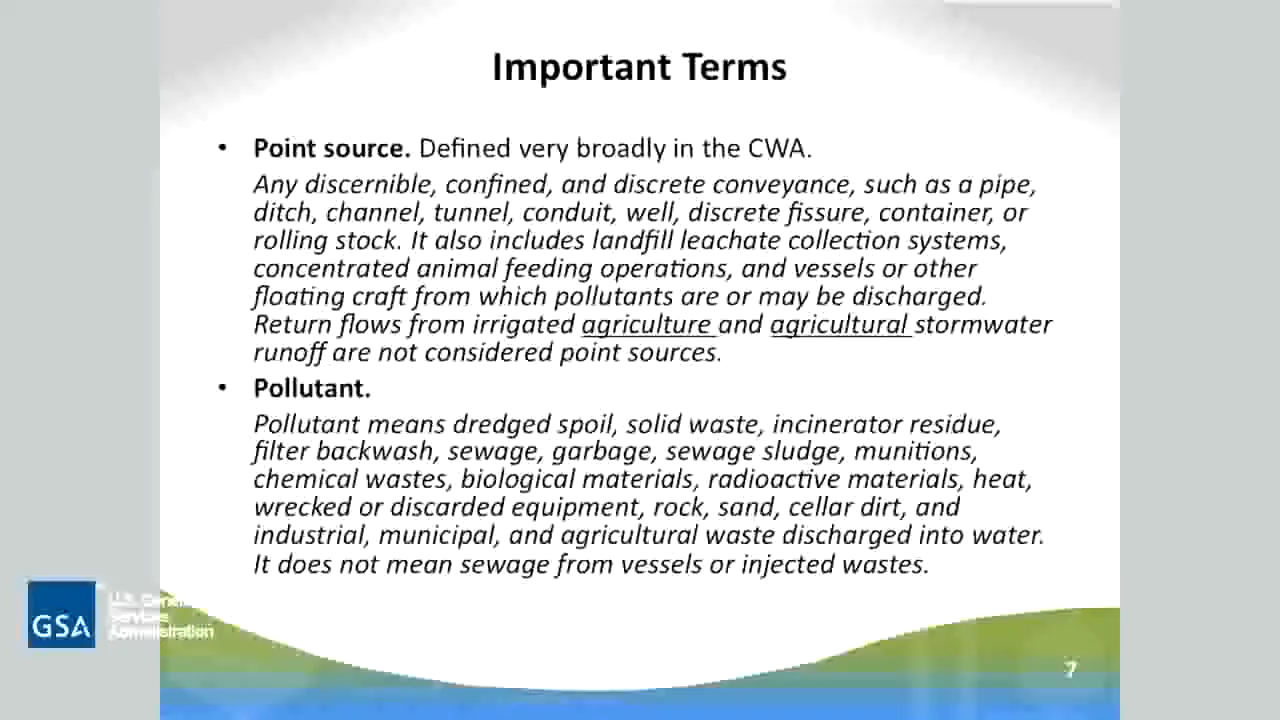 Important Terms
• Point source. Defined very broadly in the CWA.
Any discernible, confined, and discrete conveyance, such as a pipe,
ditch, channel, tunnel, conduit, well, discrete fissure, container, or
rolling stock. It also includes landfill leachate collection systems,
concentrated animal feeding operations, and vessels or other
floating craft from which pollutants are or may be discharged.
Return flows from irrigated agriculture and agricultural stormwater
runoff are not considered point sources.
• Pollutant.
Pollutant means dredged spoil, solid waste, incinerator residue,
filter backwash, sewage, garbage, sewage sludge, munitions,
chemical wastes, biological materials, radioactive materials, heat,
wrecked or discarded equipment, rock, sand, cellar dirt, and
industrial, municipal, and agricultural waste discharged into water.
It does not mean sewage from vessels or injected wastes.
GSA
U.S. General
Services
Administration
7